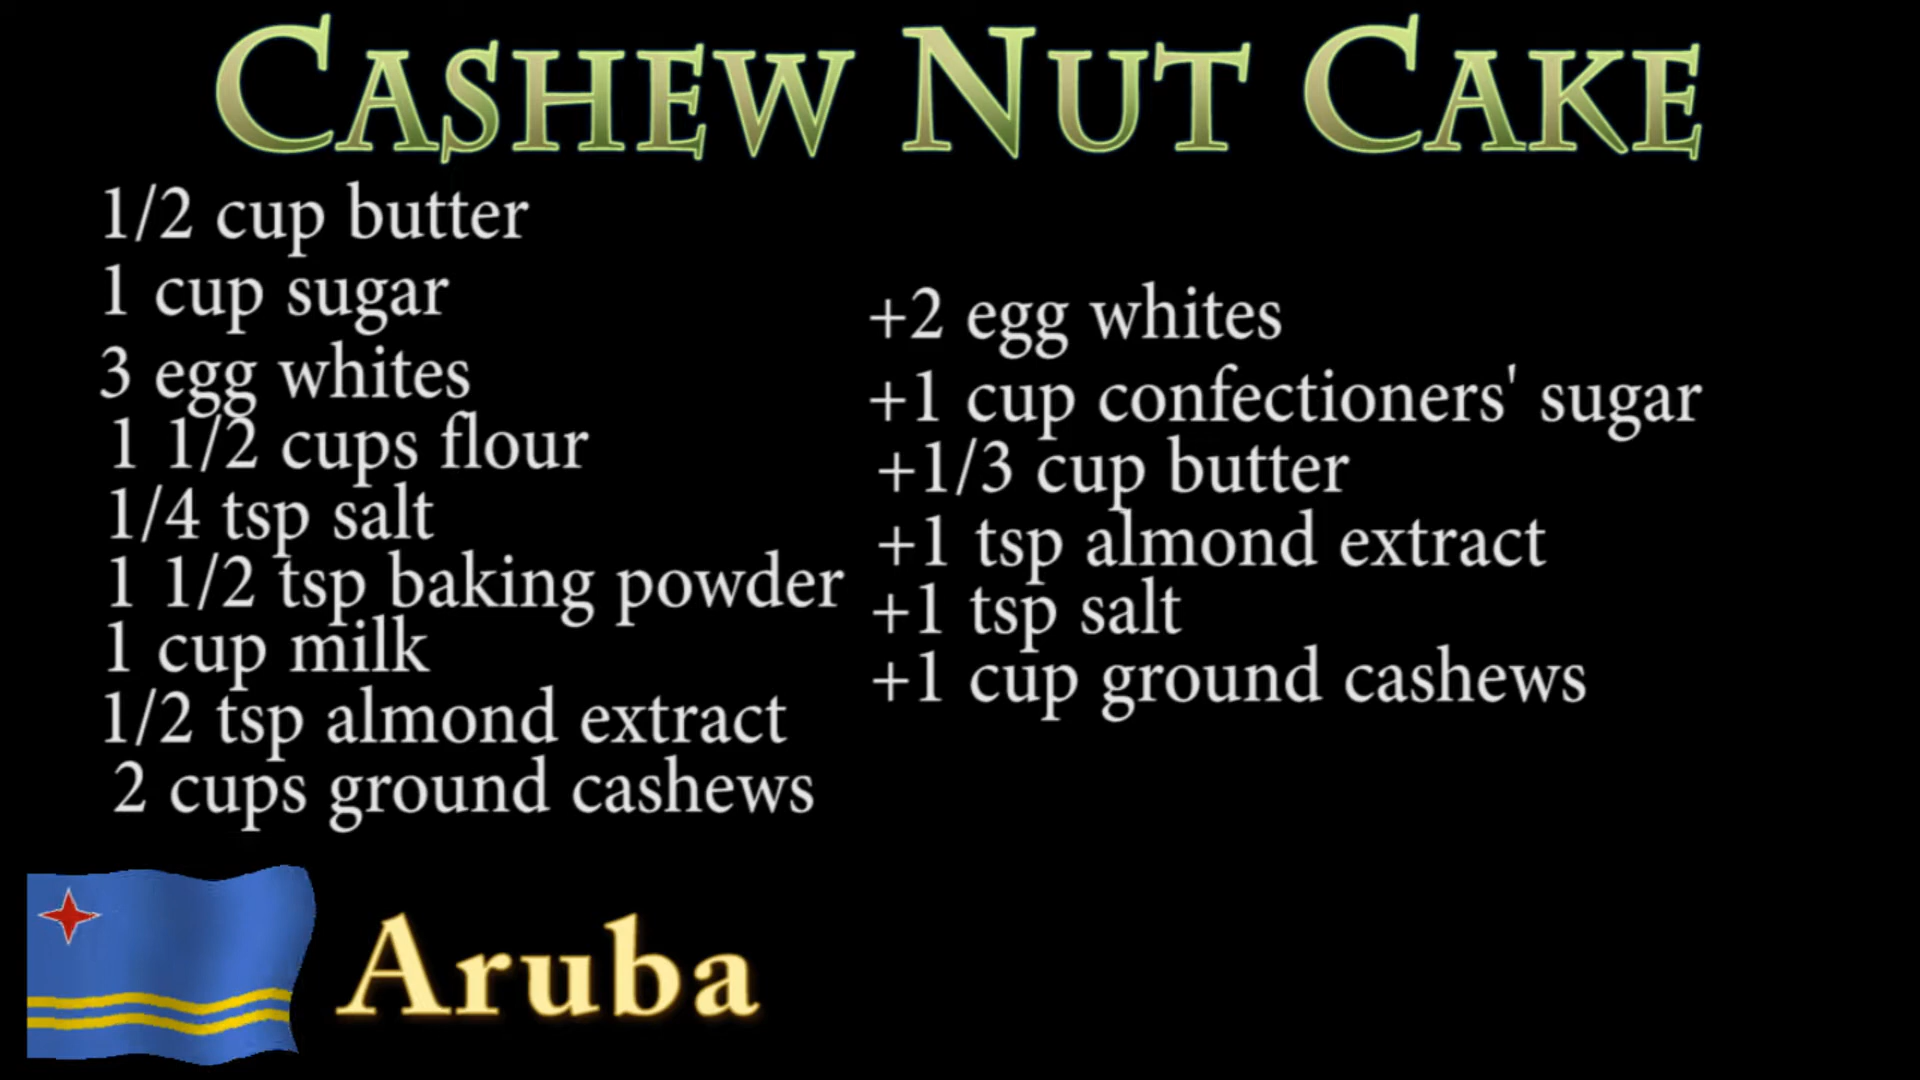 CASHEW NUT CAKE
1/2 cup butter
1 cup sugar
3 egg whites
1 1/2 cups flour
1/4 tsp salt
1 1/2 tsp baking powder
1 cup milk
1/2 tsp almond extract
2 cups ground cashews
+2 egg whites
+1 cup confectioners' sugar
+1/3 cup butter
+1 tsp almond extract
+1 tsp salt
+1 cup ground cashews
Aruba